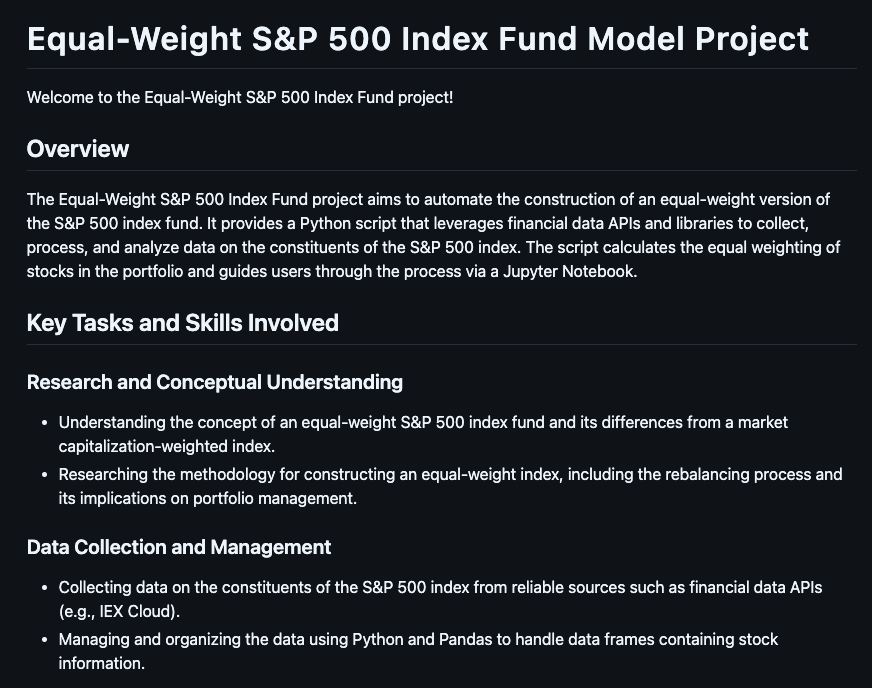 Equal-Weight S&P 500 Index Fund Model Project
Welcome to the Equal-Weight S&P 500 Index Fund project!
Overview
The Equal-Weight S&P 500 Index Fund project aims to automate the construction of an equal-weight version of
the S&P 500 index fund. It provides a Python script that leverages financial data APIs and libraries to collect,
process, and analyze data on the constituents of the S&P 500 index. The script calculates the equal weighting of
stocks in the portfolio and guides users through the process via a Jupyter Notebook.
Key Tasks and Skills Involved
Research and Conceptual Understanding
• Understanding the concept of an equal-weight S&P 500 index fund and its differences from a market
capitalization-weighted index.
• Researching the methodology for constructing an equal-weight index, including the rebalancing process and
its implications on portfolio management.
Data Collection and Management
• Collecting data on the constituents of the S&P 500 index from reliable sources such as financial data APIs
(e.g., IEX Cloud).
• Managing and organizing the data using Python and Pandas to handle data frames containing stock
information.